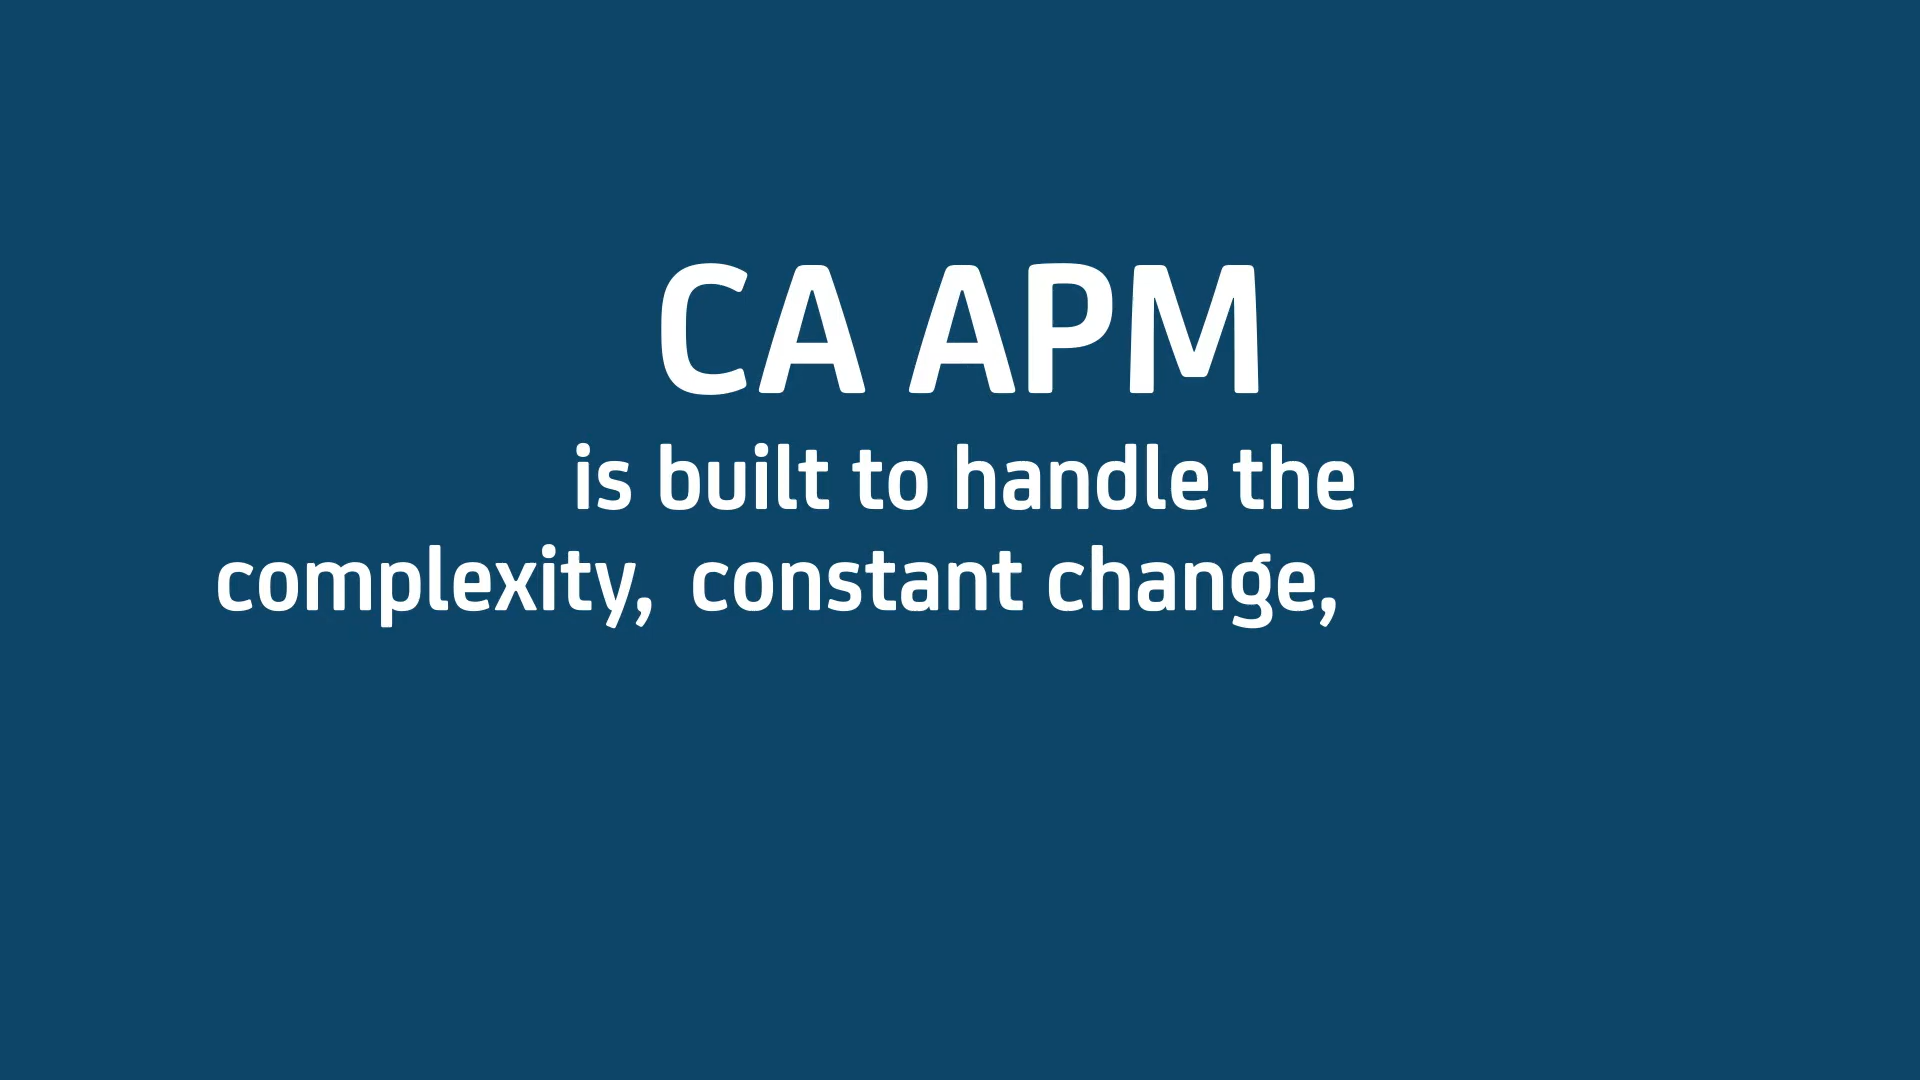 CA APM
is built to handle the
complexity, constant change,